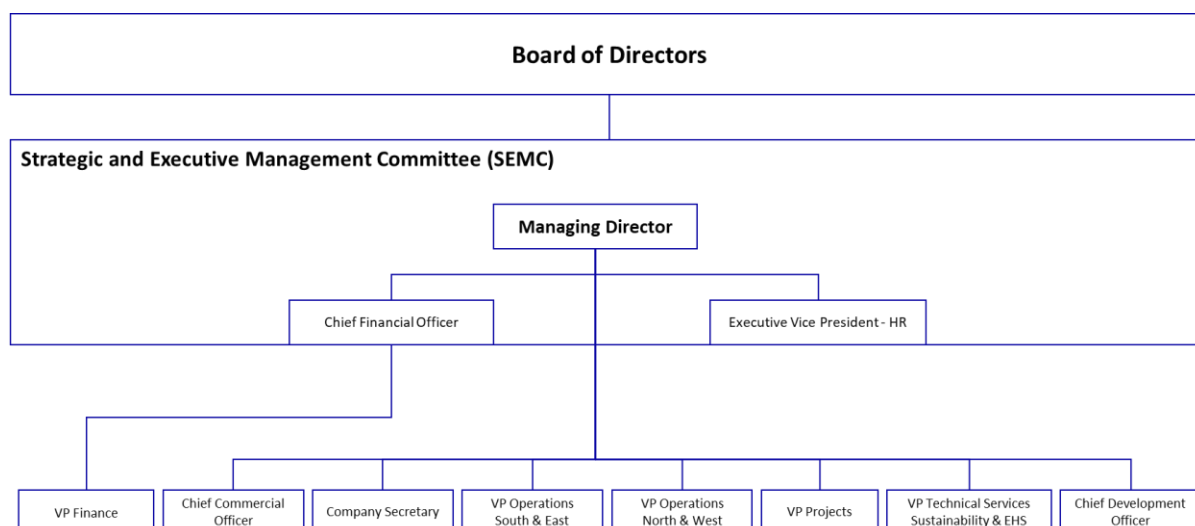 Board of Directors
Strategic and Executive Management Committee (SEMC)
Managing Director
Chief Financial Officer
Executive Vice President - HR
VP Finance
Chief Commercial
Officer
Company Secretary
VP Operations
South & East
VP Operations
North & West
VP Projects
VP Technical Services
Sustainability & EHS
Chief Development
Officer